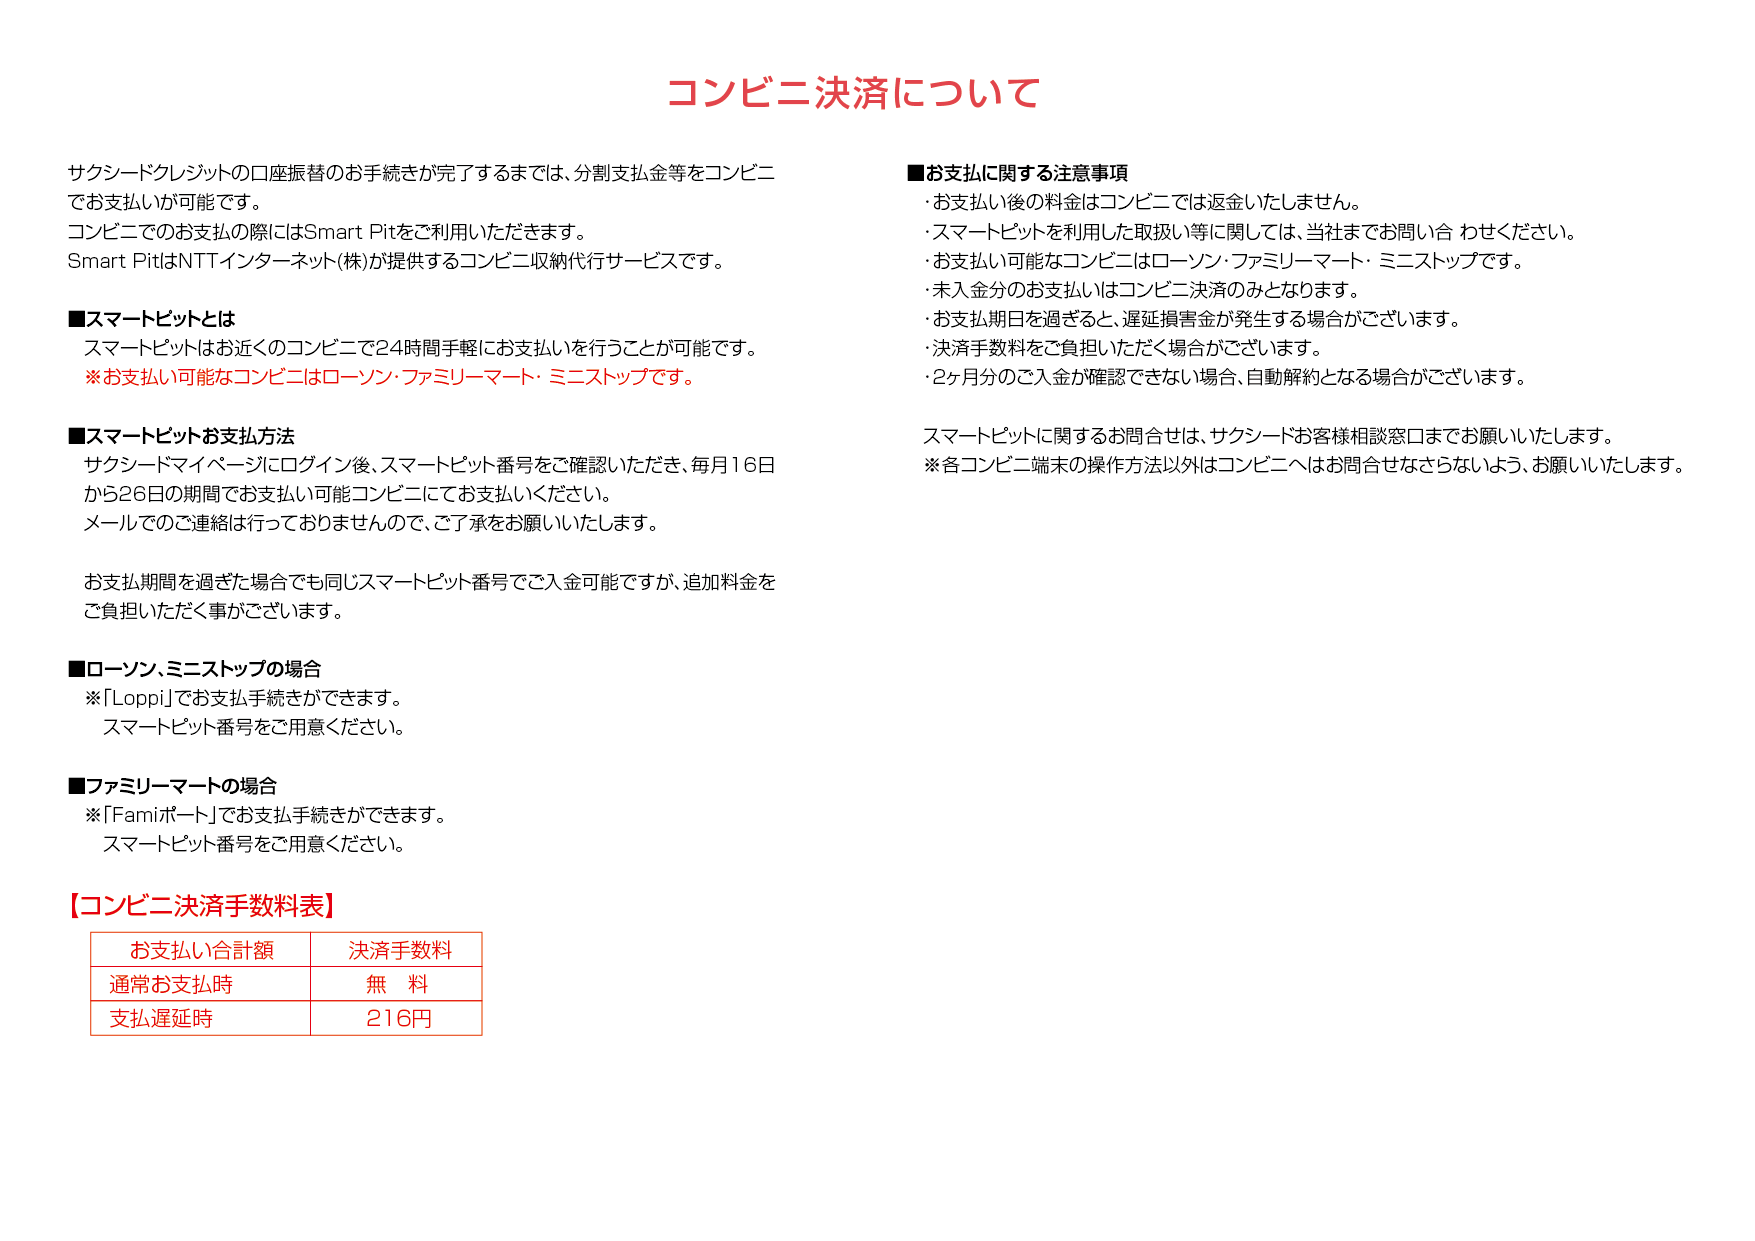 コンビニ決済について
サクシードクレジットの口座振替のお手続きが完了するまでは、分割支払金等をコンビニ
でお支払いが可能です。
コンビニでのお支払の際にはSmart Pitをご利用いただきます。
Smart PitはNTTインターネット(株)が提供するコンビニ収納代行サービスです。
■スマートピットとは
スマートピットはお近くのコンビニで24時間手軽にお支払いを行うことが可能です。
※お支払い可能なコンビニはローソン・ファミリーマート・ ミニストップです。
■スマートピットお支払方法
サクシードマイページにログイン後、スマートピット番号をご確認いただき、毎月16日
から26日の期間でお支払い可能コンビニにてお支払いください。
メールでのご連絡は行っておりませんので、ご了承をお願いいたします。
お支払期間を過ぎた場合でも同じスマートピット番号でご入金可能ですが、追加料金を
ご負担いただく事がございます。
■ローソン、ミニストップの場合
※「Loppi」でお支払手続きができます。
スマートピット番号をご用意ください。
■ファミリーマートの場合
※「Famiポート」でお支払手続きができます。
スマートピット番号をご用意ください。
【コンビニ決済手数料表】
お支払い合計額 決済手数料
通常お支払時 無　料
支払遅延時 216円
■お支払に関する注意事項
・お支払い後の料金はコンビニでは返金いたしません。
・スマートピットを利用した取扱い等に関しては、当社までお問い合 わせください。
・お支払い可能なコンビニはローソン・ファミリーマート・ ミニストップです。
・未入金分のお支払いはコンビニ決済のみとなります。
・お支払期日を過ぎると、遅延損害金が発生する場合がございます。
・決済手数料をご負担いただく場合がございます。
・2ヶ月分のご入金が確認できない場合、自動解約となる場合がございます。
スマートピットに関するお問合せは、サクシードお客様相談窓口までお願いいたします。
※各コンビニ端末の操作方法以外はコンビニへはお問合せなさらないよう、お願いいたします。